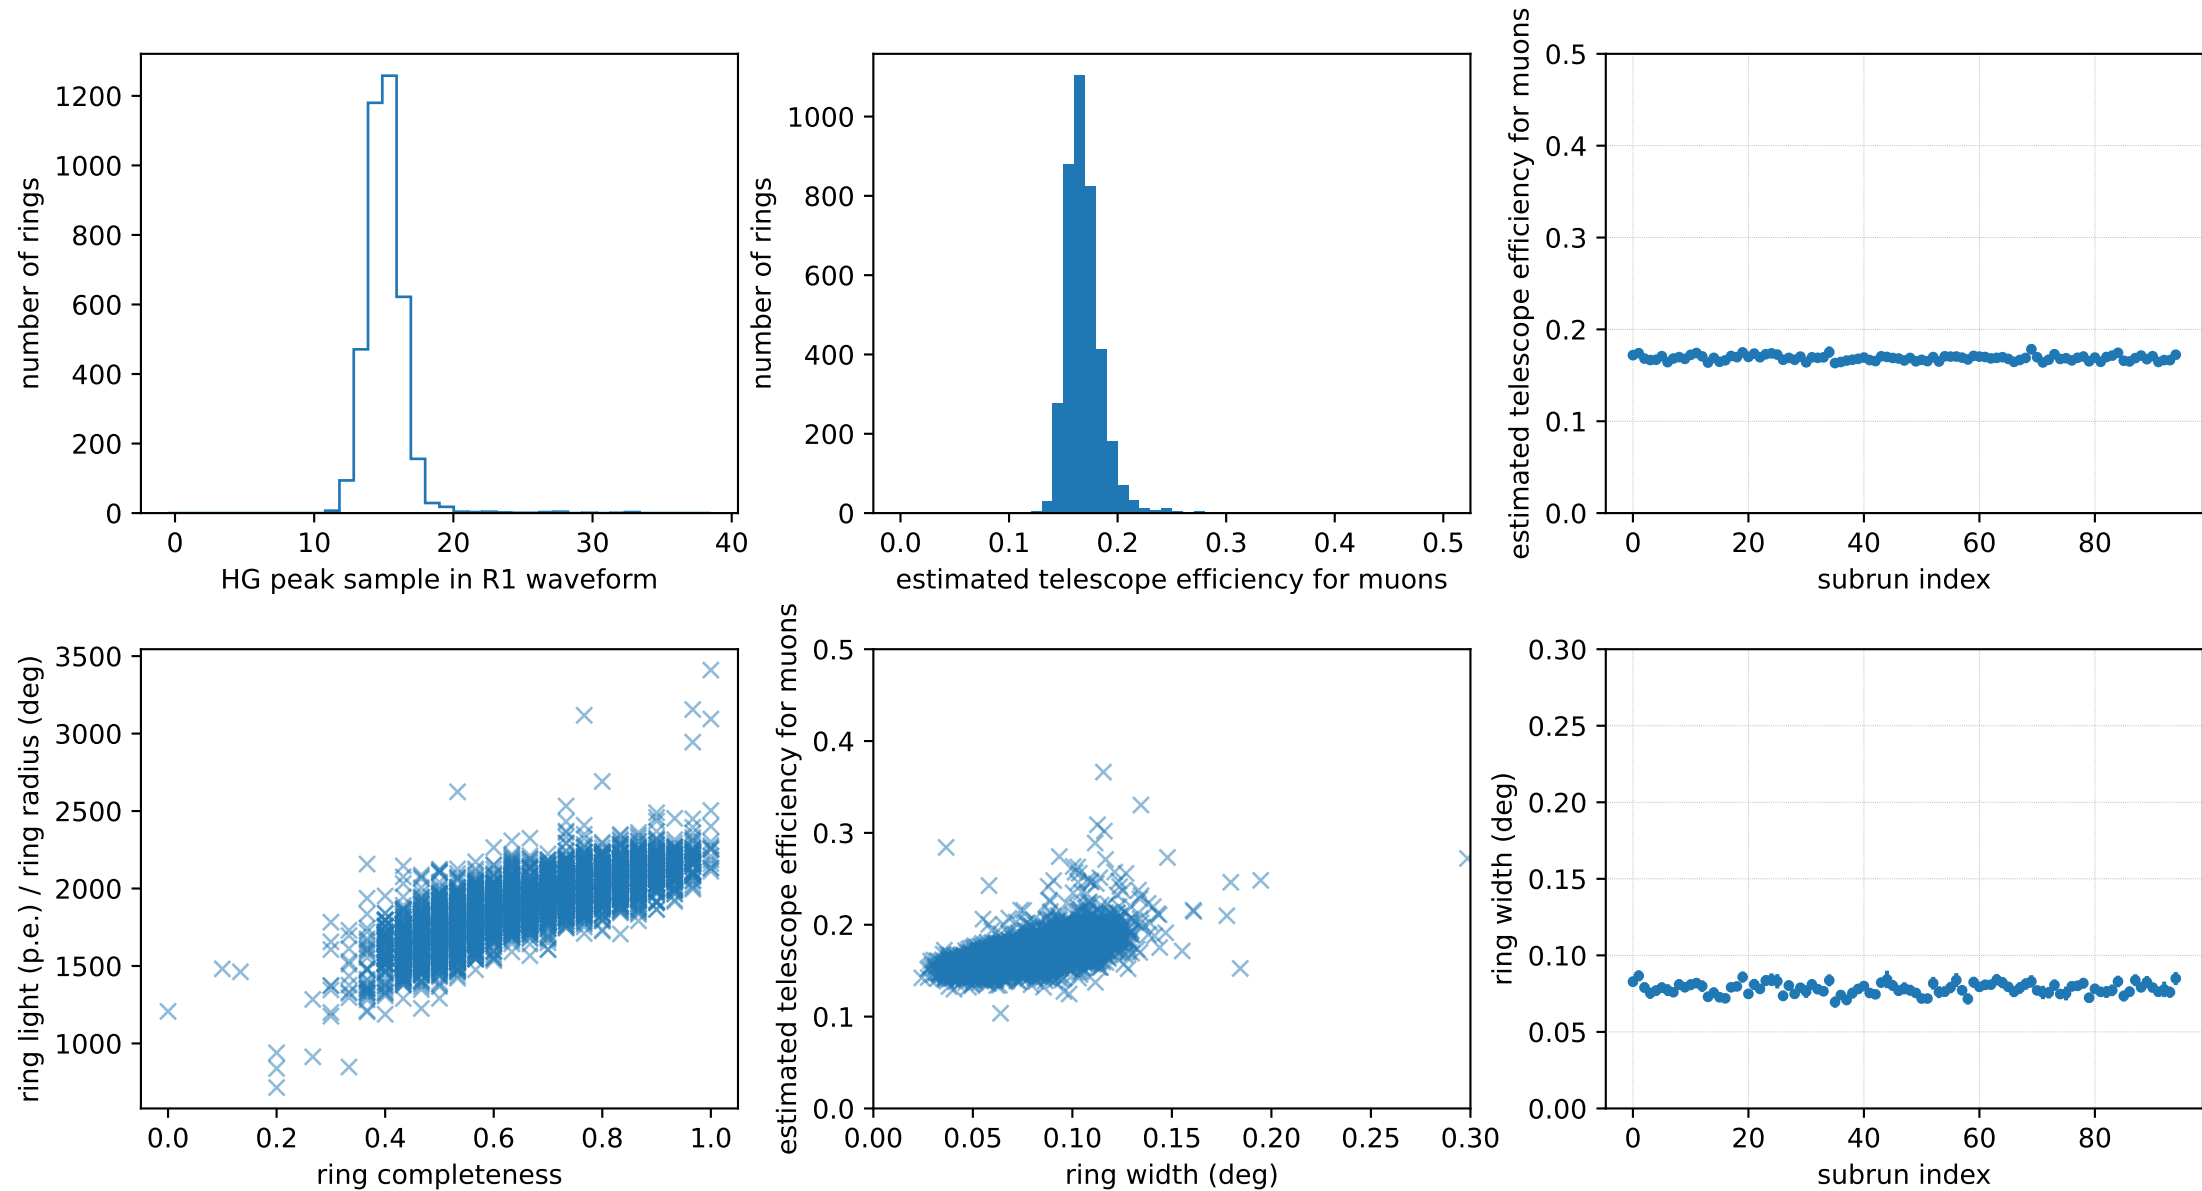 number of rings
1200
1000
800
600
400
200
0
0 10 20 30 40
HG peak sample in R1 waveform
number of rings
1000
800
600
400
200
0
0.0 0.1 0.2 0.3 0.4 0.5
estimated telescope efficiency for muons
estimated telescope efficiency for muons
0.5
0.4
0.3
0.2
0.1
0.0
0 20 40 60 80
subrun index
ring light (p.e.) / ring radius (deg)
3500
3000
2500
2000
1500
1000
0.0 0.2 0.4 0.6 0.8 1.0
ring completeness
estimated telescope efficiency for muons
0.5
0.4
0.3
0.2
0.1
0.0
0.00 0.05 0.10 0.15 0.20 0.25 0.30
ring width (deg)
ring width (deg)
0.30
0.25
0.20
0.15
0.10
0.05
0.00
0 20 40 60 80
subrun index